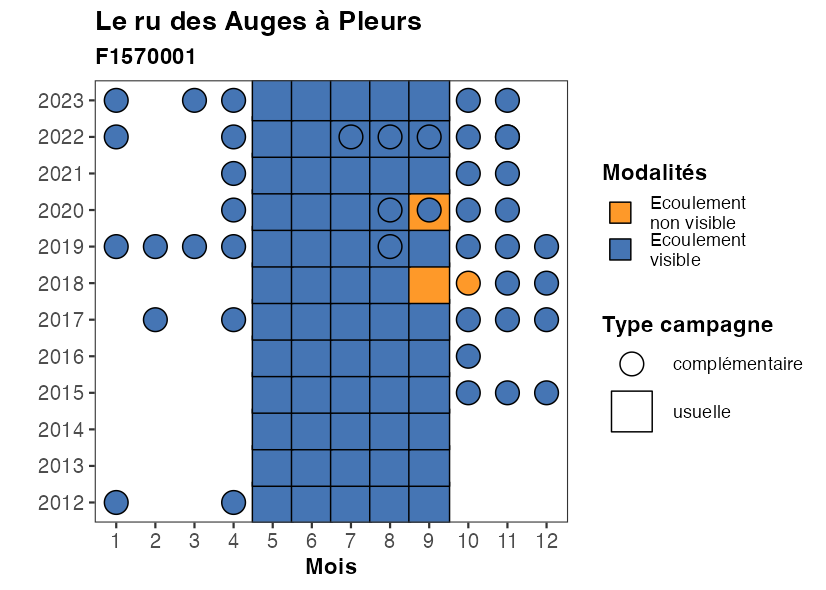 Le ru des Auges à Pleurs
F1570001
2023
2022
2021
2020
2019
2018
2017
2016
2015
2014
2013
2012
1 2 3 4 5 6 7 8 9 10 11 12
Mois
Modalités
Ecoulement
non visible
Ecoulement
visible
Type campagne
complémentaire
usuelle